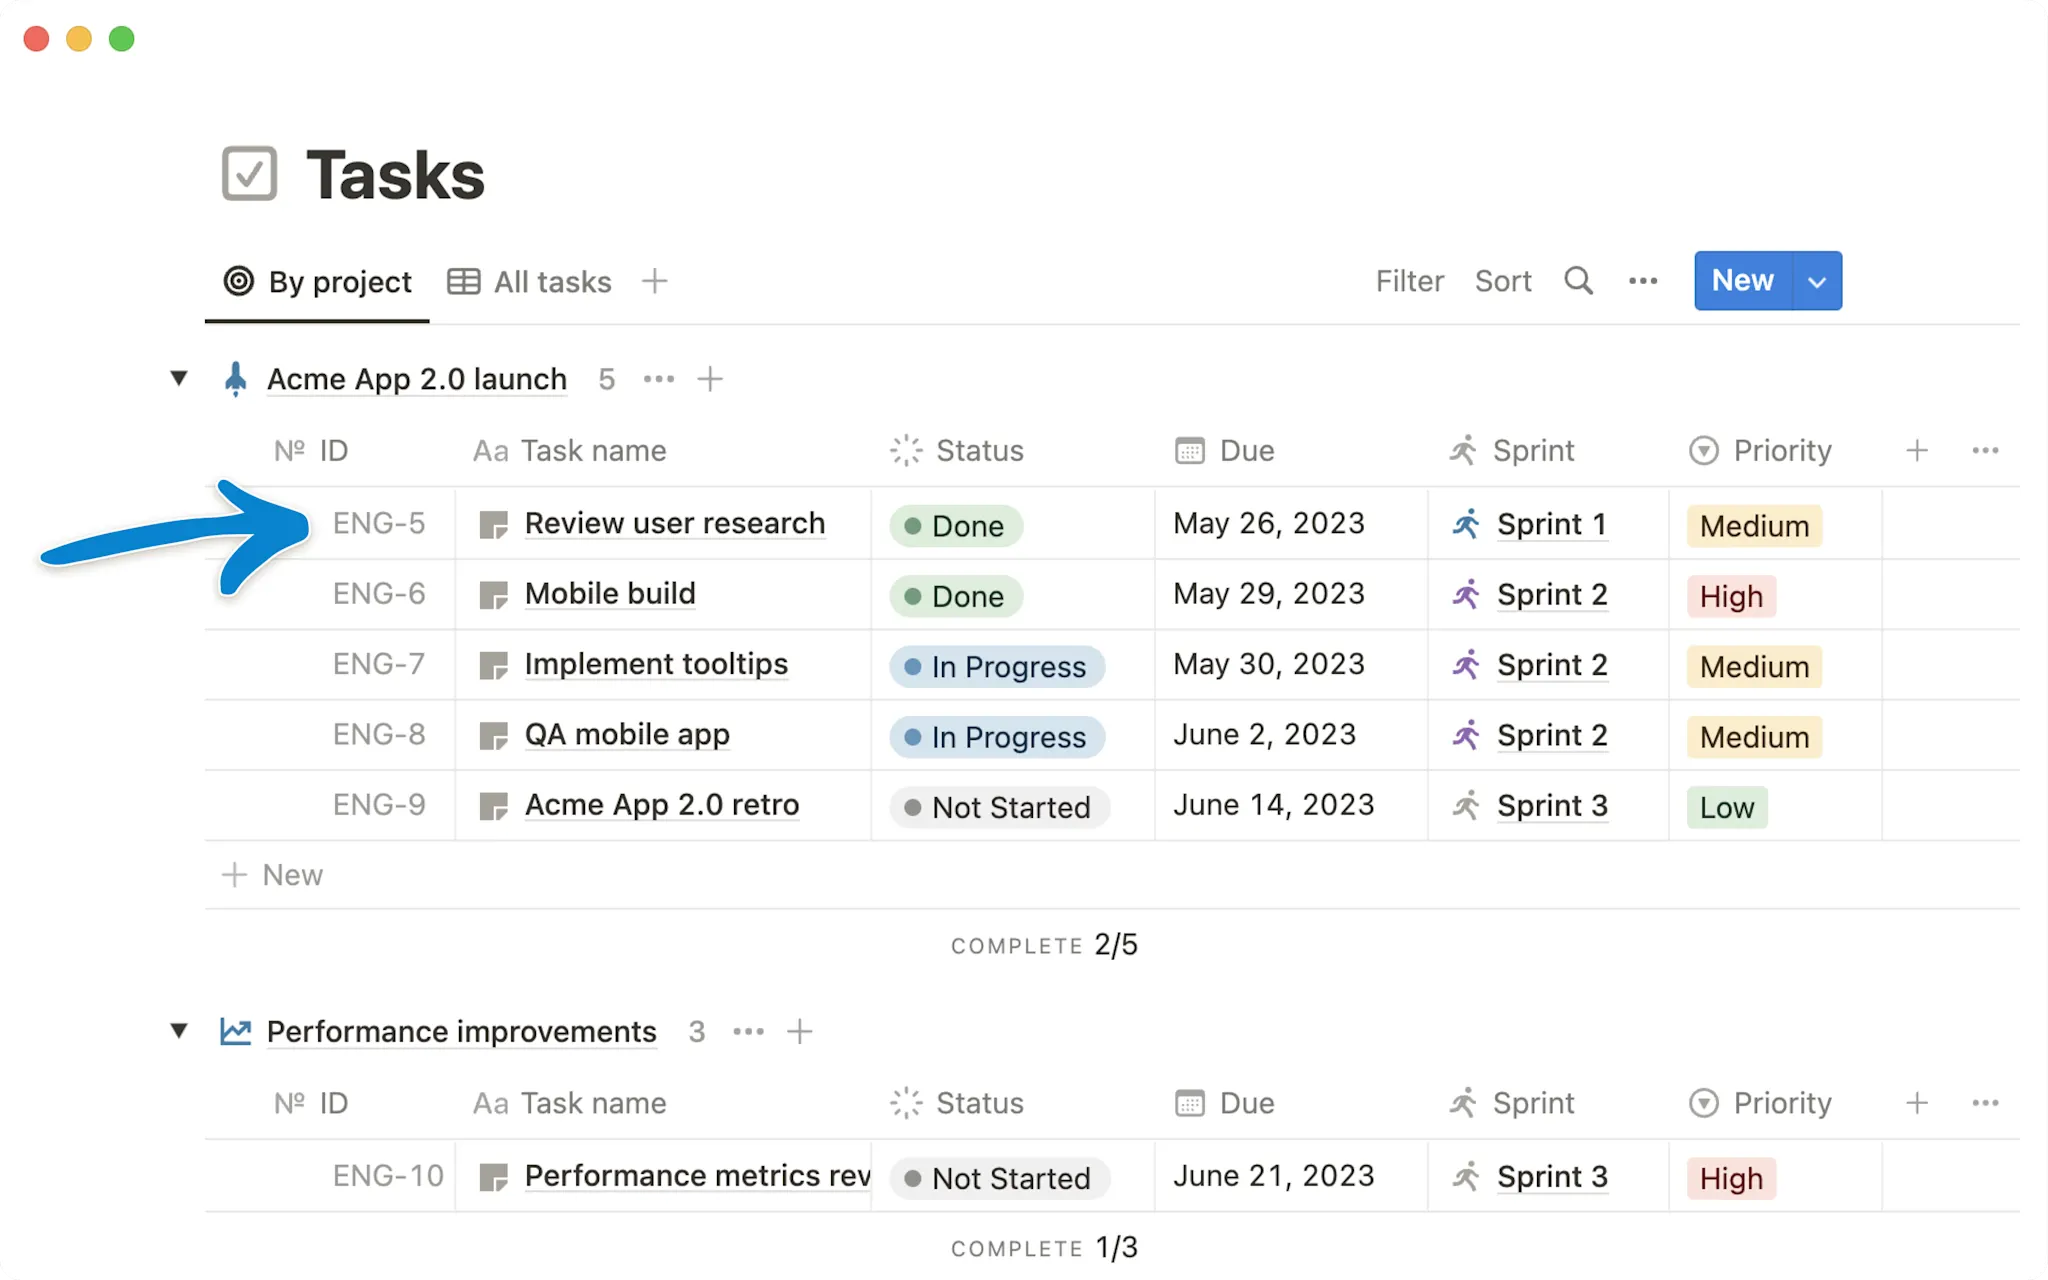 Tasks
By project All tasks Filter Sort New
Acme App 2.0 launch 5
Nº ID Aa Task name Status Due Sprint Priority
ENG-5 Review user research Done May 26, 2023 Sprint 1 Medium
ENG-6 Mobile build Done May 29, 2023 Sprint 2 High
ENG-7 Implement tooltips In Progress May 30, 2023 Sprint 2 Medium
ENG-8 QA mobile app In Progress June 2, 2023 Sprint 2 Medium
ENG-9 Acme App 2.0 retro Not Started June 14, 2023 Sprint 3 Low
New
COMPLETE 2/5
Performance improvements 3
Nº ID Aa Task name Status Due Sprint Priority
ENG-10 Performance metrics rev Not Started June 21, 2023 Sprint 3 High
COMPLETE 1/3